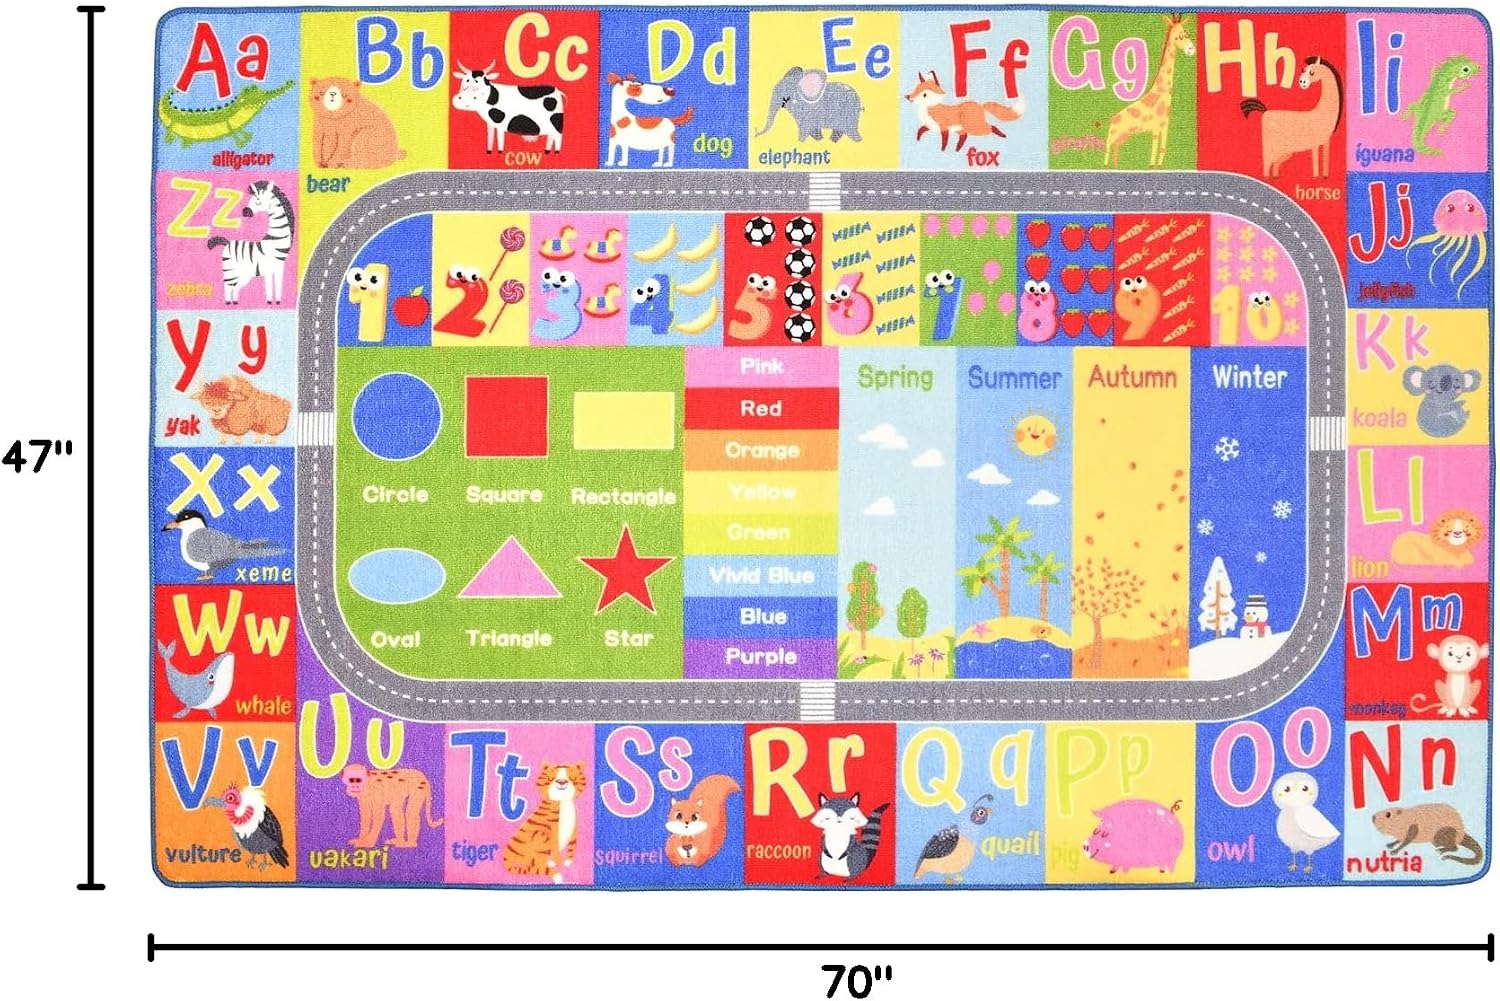 Aa
alligator
Bb
bear
Cc
cow
Dd
dog
Ee
elephant
Ff
fox
Gg
giraffe
Hh
horse
Ii
iguana
Zz
zebra
Jj
jellyfish
1 2 3 4 5 6 7 8 9 10
Yy
yak
Kk
koala
47"
Circle
Square
Rectangle
Oval
Triangle
Star
Pink
Red
Orange
Yellow
Green
Vivid Blue
Blue
Purple
Spring
Summer
Autumn
Winter
Xx
xeme
Ll
lion
Ww
whale
Mm
monkey
Vv
vulture
Uu
uakari
Tt
tiger
Ss
squirrel
Rr
raccoon
Qq
quail
Pp
pig
Oo
owl
Nn
nutria
70"